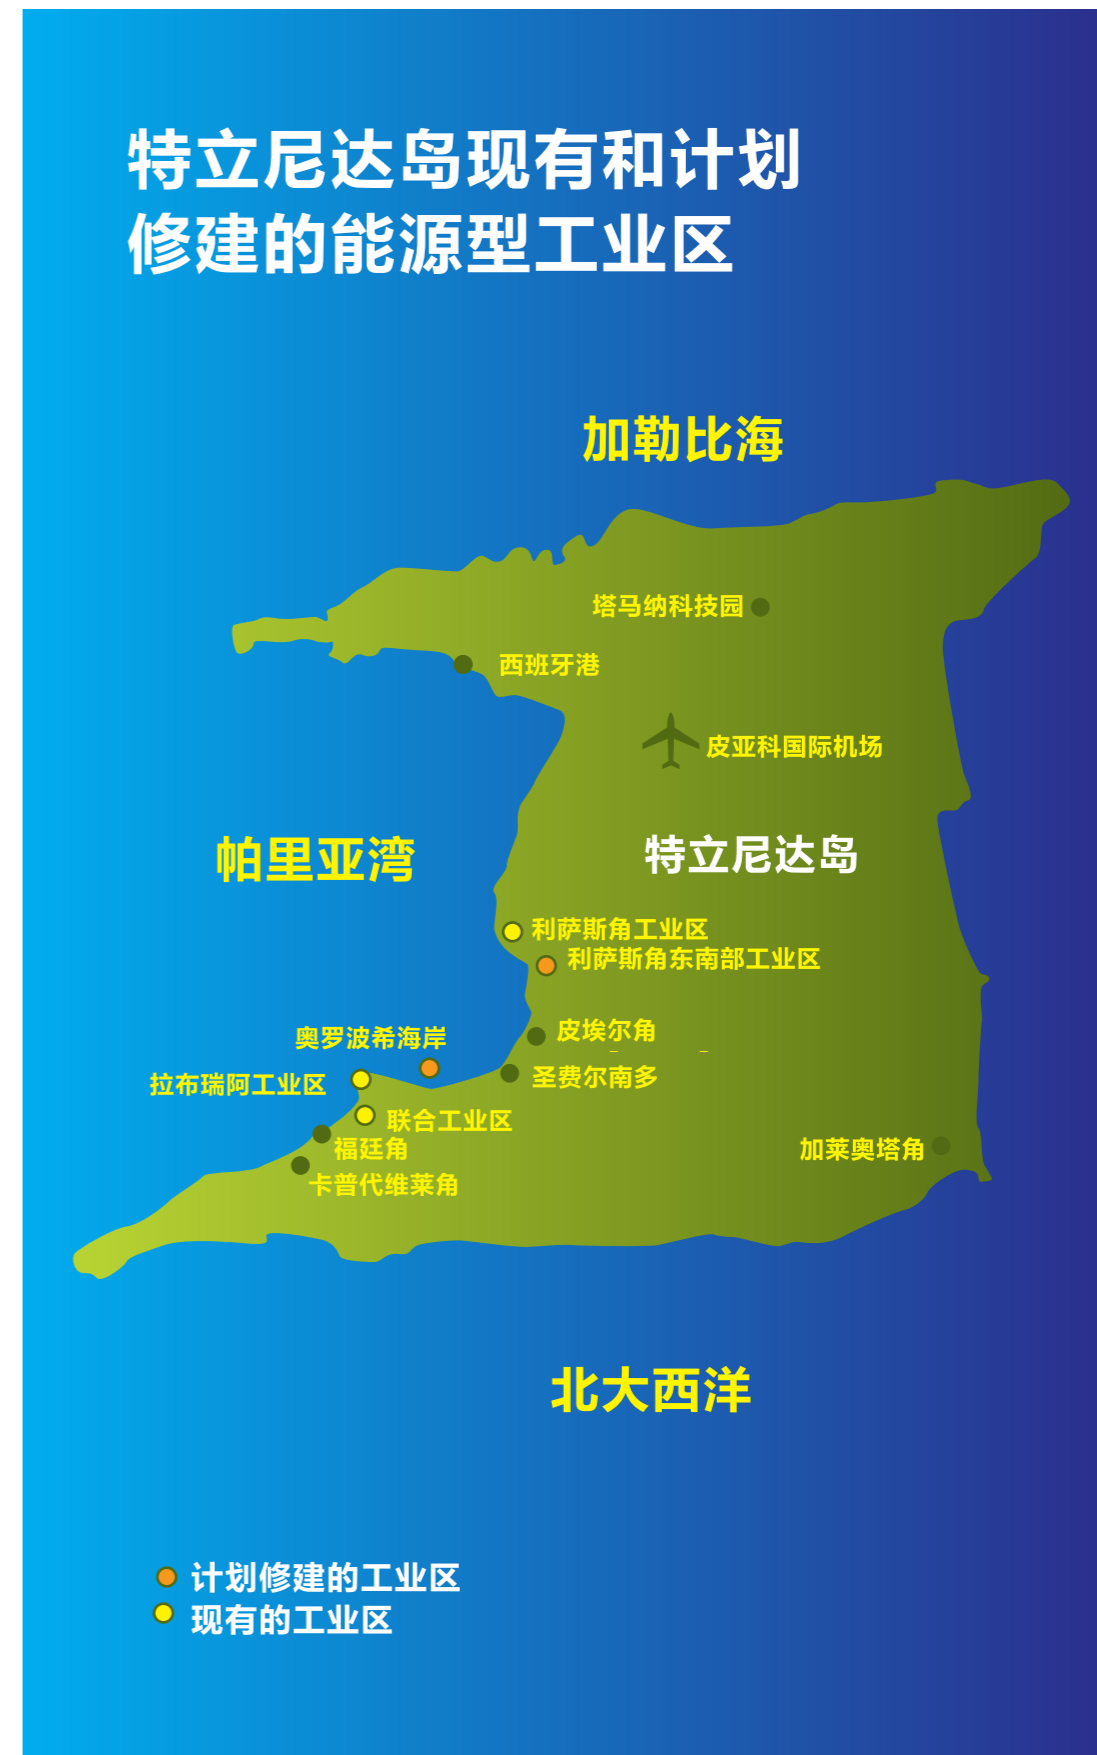 特立尼达岛现有和计划
修建的能源型工业区
加勒比海
塔马纳科技园
西班牙港
皮亚科国际机场
帕里亚湾
特立尼达岛
利萨斯角工业区
利萨斯角东南部工业区
皮埃尔角
奥罗波希海岸
圣费尔南多
拉布瑞阿工业区
联合工业区
福廷角
加莱奥塔角
卡普代维莱角
北大西洋
计划修建的工业区
现有的工业区